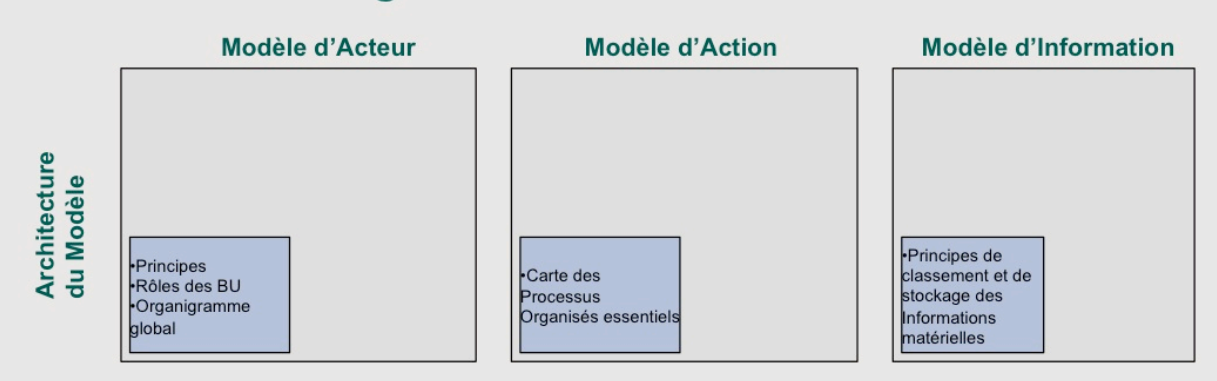 Modèle d’Acteur
Modèle d’Action
Modèle d’Information
Architecture
du Modèle
•Principes
•Rôles des BU
•Organigramme
global
•Carte des
Processus
Organisés essentiels
•Principes de
classement et de
stockage des
Informations
matérielles